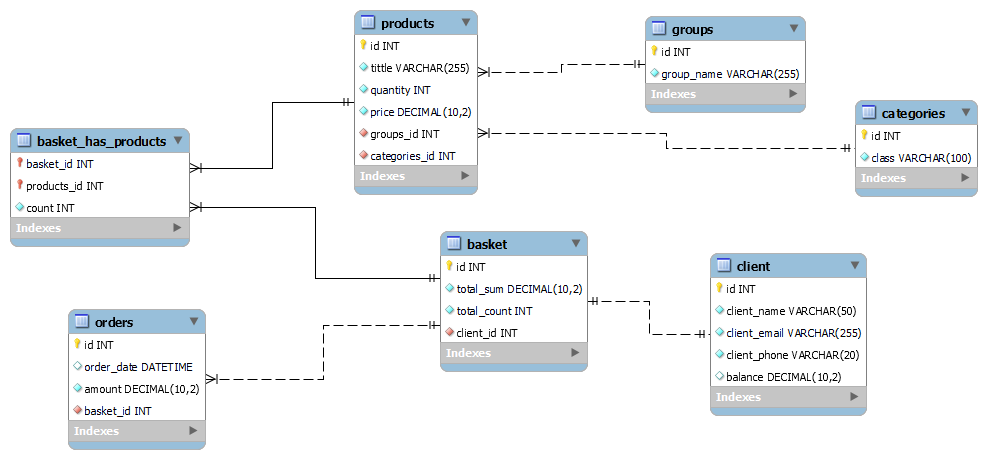 products
id INT
tittle VARCHAR(255)
quantity INT
price DECIMAL(10,2)
groups_id INT
categories_id INT
Indexes
groups
id INT
group_name VARCHAR(255)
Indexes
categories
id INT
class VARCHAR(100)
Indexes
basket_has_products
basket_id INT
products_id INT
count INT
Indexes
basket
id INT
total_sum DECIMAL(10,2)
total_count INT
client_id INT
Indexes
client
id INT
client_name VARCHAR(50)
client_email VARCHAR(255)
client_phone VARCHAR(20)
balance DECIMAL(10,2)
Indexes
orders
id INT
order_date DATETIME
amount DECIMAL(10,2)
basket_id INT
Indexes